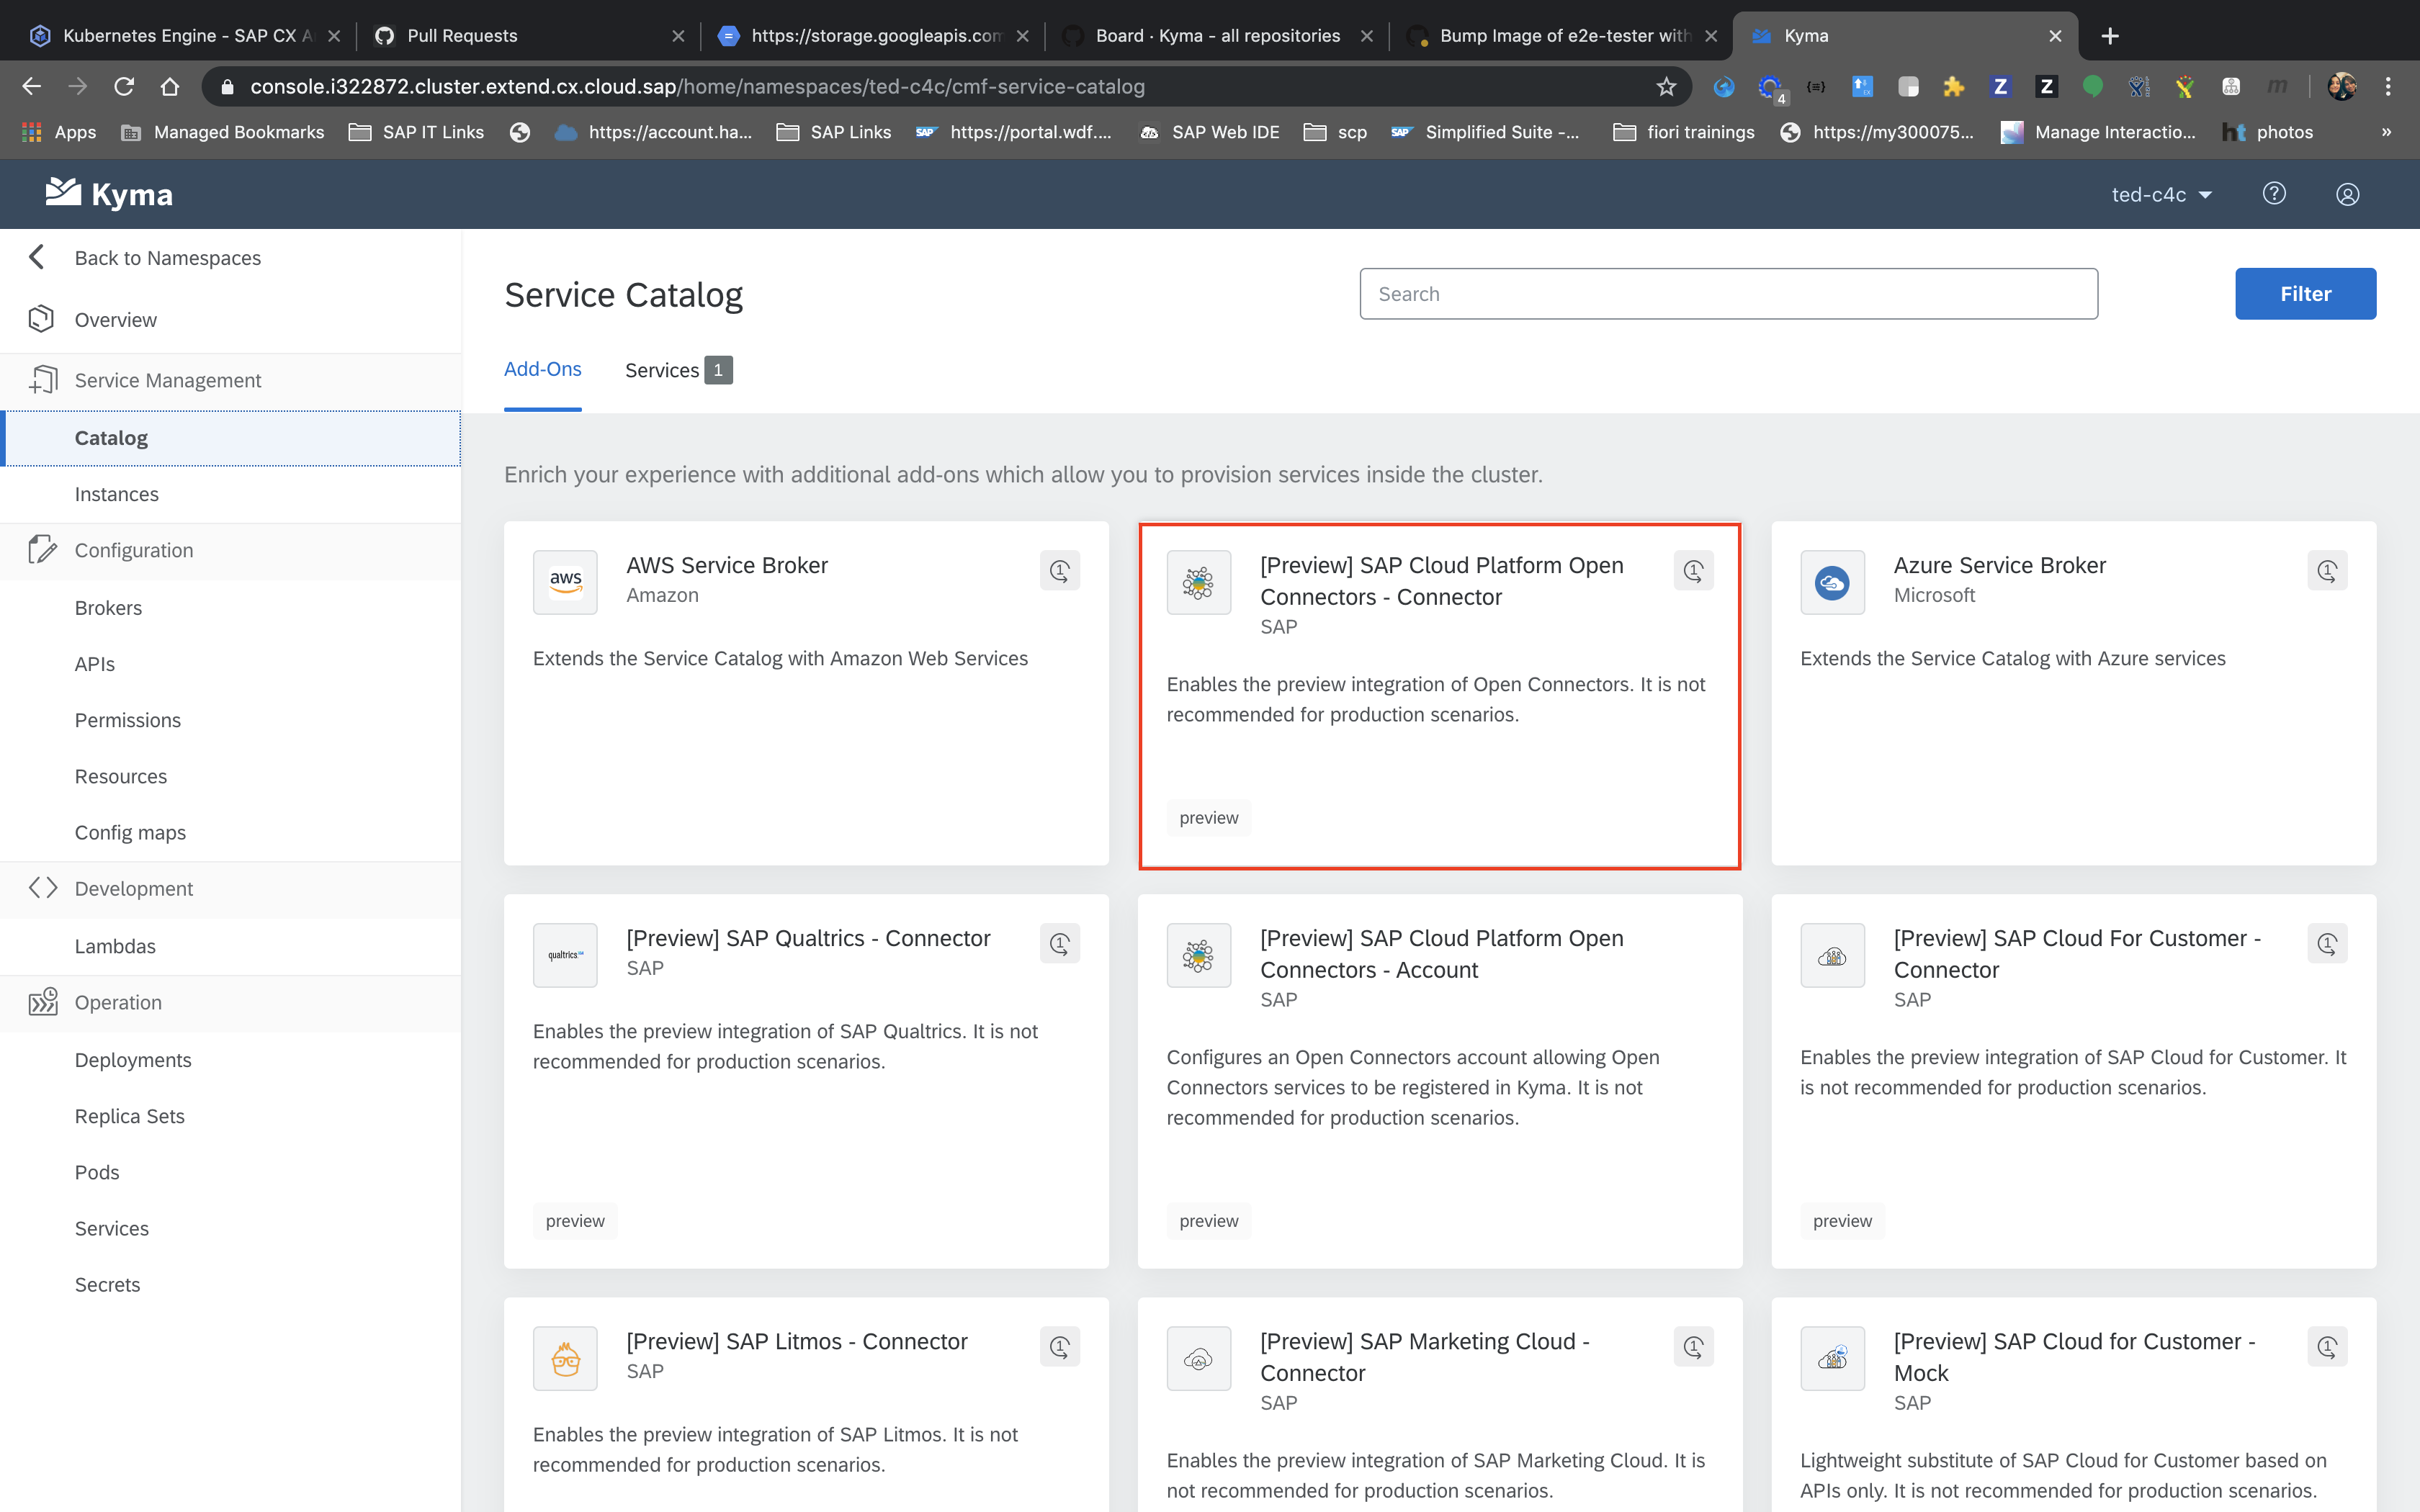 Kubernetes Engine - SAP CX A
Pull Requests
https://storage.googleapis.com
Board · Kyma - all repositories
Bump Image of e2e-tester with
Kyma
console.i322872.cluster.extend.cx.cloud.sap/home/namespaces/ted-c4c/cmf-service-catalog
4
Z
Z
m
Apps
Managed Bookmarks
SAP IT Links
https://account.ha...
SAP Links
SAP
https://portal.wdf....
SAP Web IDE
scp
SAP
Simplified Suite -...
fiori trainings
https://my300075...
Manage Interactio...
ht
photos
»
Kyma
ted-c4c
?
Back to Namespaces
Overview
Service Management
Catalog
Instances
Configuration
Brokers
APIs
Permissions
Resources
Config maps
Development
Lambdas
Operation
Deployments
Replica Sets
Pods
Services
Secrets
Service Catalog
Search
Filter
Add-Ons
Services 1
Enrich your experience with additional add-ons which allow you to provision services inside the cluster.
aws
AWS Service Broker
Amazon
1
Extends the Service Catalog with Amazon Web Services
[Preview] SAP Cloud Platform Open
Connectors - Connector
SAP
1
Enables the preview integration of Open Connectors. It is not
recommended for production scenarios.
preview
Azure Service Broker
Microsoft
1
Extends the Service Catalog with Azure services
qualtrics
[Preview] SAP Qualtrics - Connector
SAP
1
Enables the preview integration of SAP Qualtrics. It is not
recommended for production scenarios.
preview
[Preview] SAP Cloud Platform Open
Connectors - Account
SAP
Configures an Open Connectors account allowing Open
Connectors services to be registered in Kyma. It is not
recommended for production scenarios.
preview
[Preview] SAP Cloud For Customer -
Connector
SAP
1
Enables the preview integration of SAP Cloud for Customer. It
is not recommended for production scenarios.
preview
[Preview] SAP Litmos - Connector
SAP
1
Enables the preview integration of SAP Litmos. It is not
recommended for production scenarios.
[Preview] SAP Marketing Cloud -
Connector
SAP
1
Enables the preview integration of SAP Marketing Cloud. It is
not recommended for production scenarios.
[Preview] SAP Cloud for Customer -
Mock
SAP
1
Lightweight substitute of SAP Cloud for Customer based on
APIs only. It is not recommended for production scenarios.